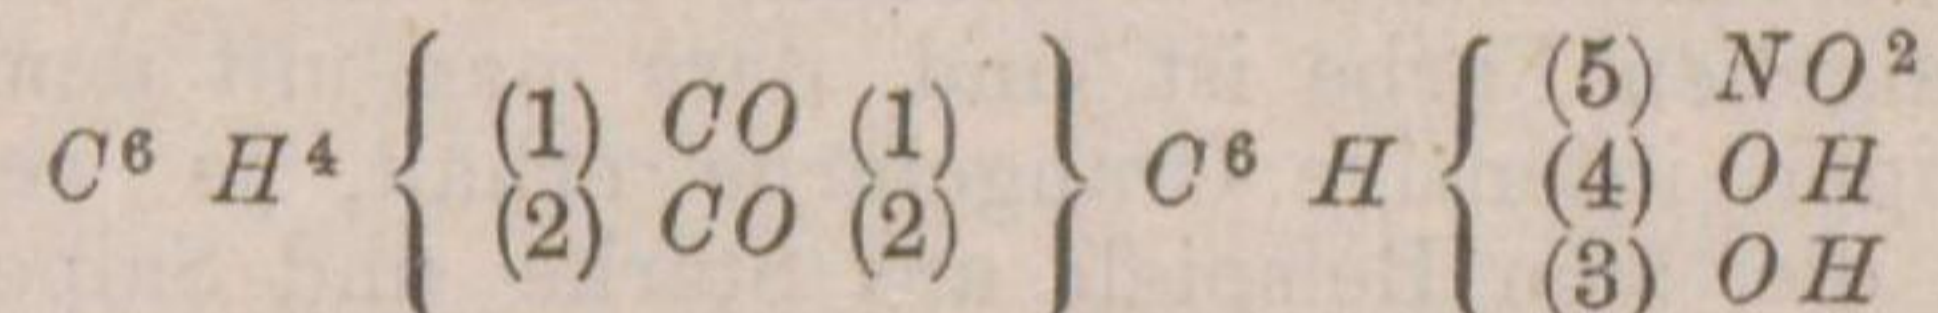 (5) NO²
C⁶ H⁴ { (1) CO (1) } C⁶ H { (4) OH
(2) CO (2)
(3) OH